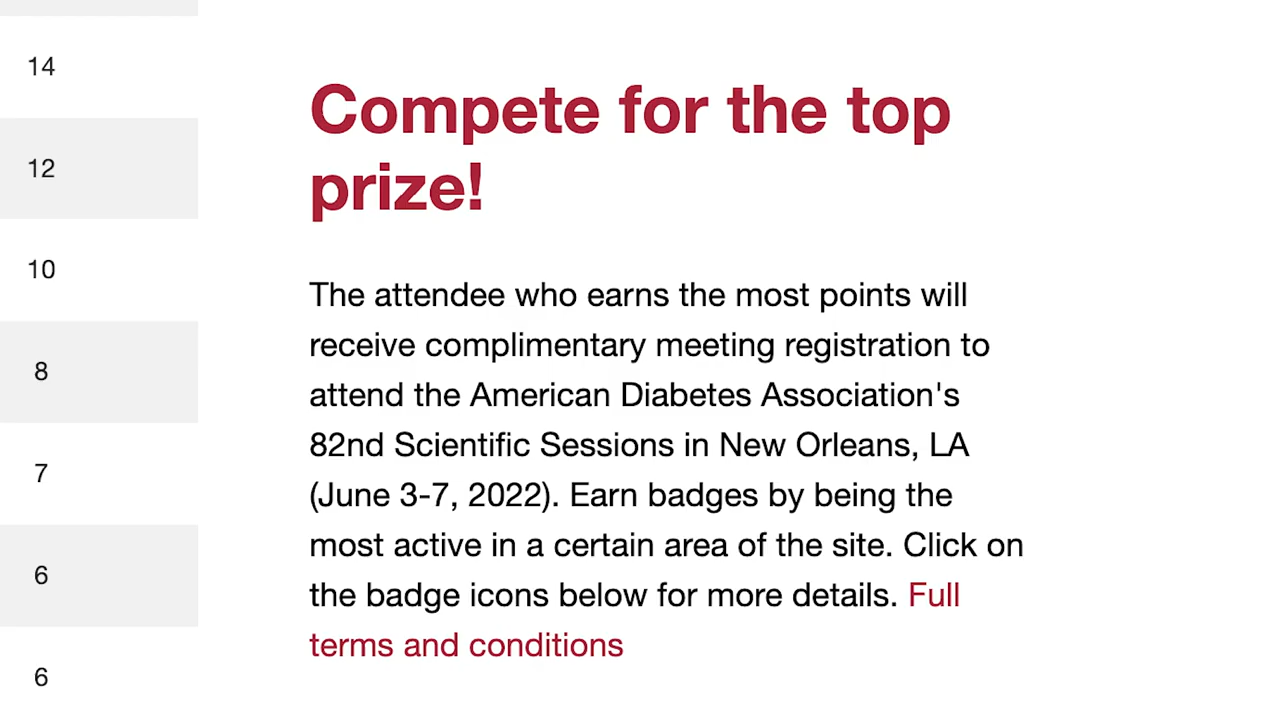 14
12
10
8
7
6
6
Compete for the top
prize!
The attendee who earns the most points will
receive complimentary meeting registration to
attend the American Diabetes Association's
82nd Scientific Sessions in New Orleans, LA
(June 3-7, 2022). Earn badges by being the
most active in a certain area of the site. Click on
the badge icons below for more details. Full
terms and conditions